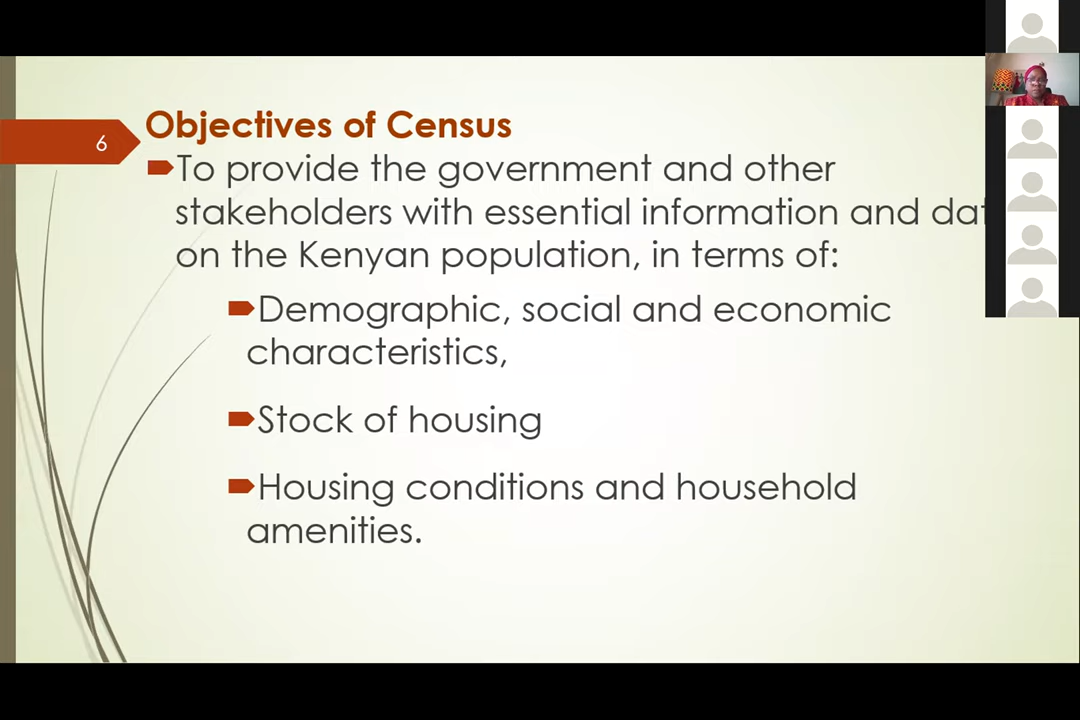 6
Objectives of Census
To provide the government and other
stakeholders with essential information and
on the Kenyan population, in terms of:
Demographic, social and economic
characteristics,
Stock of housing
Housing conditions and household
amenities.